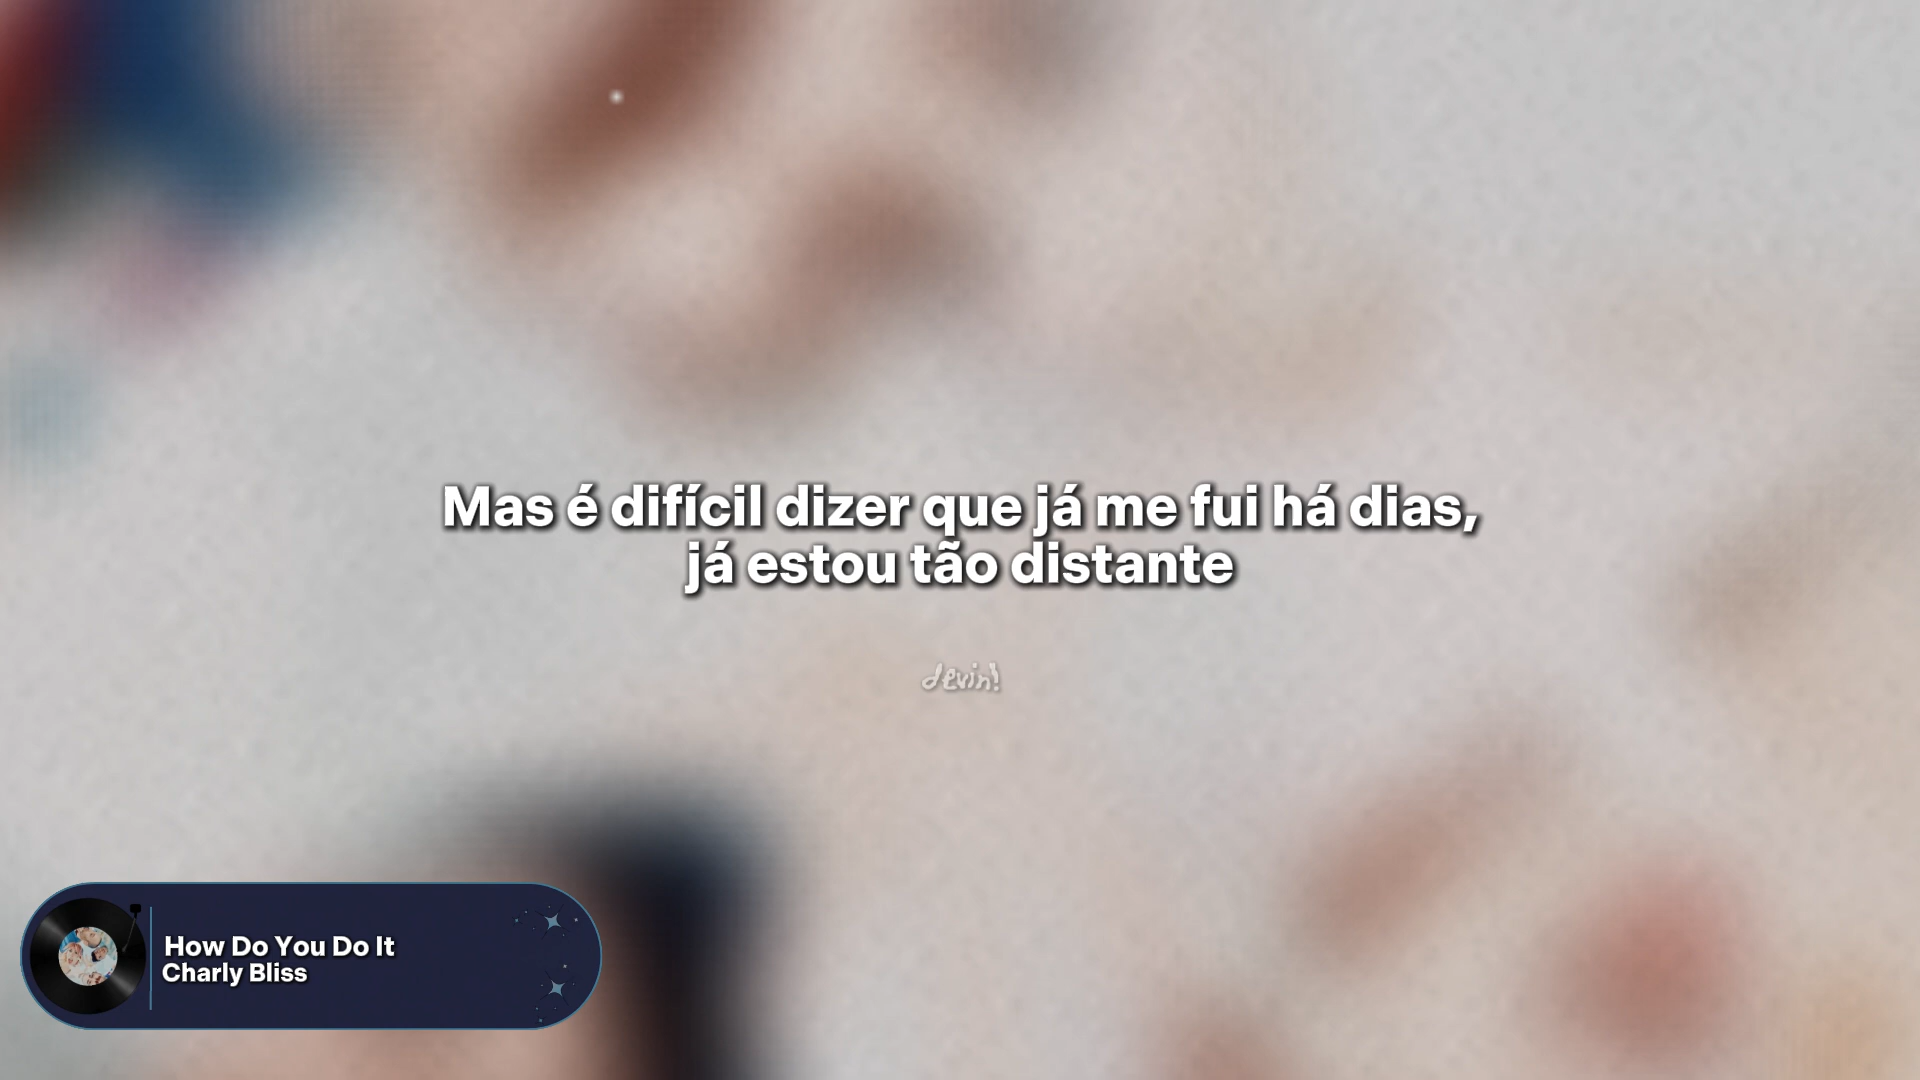 Mas é difícil dizer que já me fui há dias,
já estou tão distante
devin!
How Do You Do It
Charly Bliss